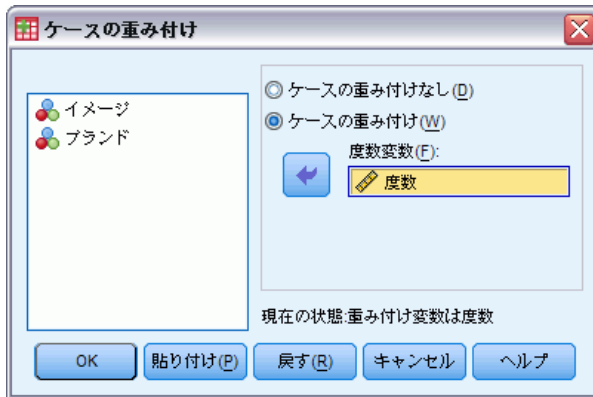 ケースの重み付け
イメージ
ブランド
ケースの重み付けなし(D)
ケースの重み付け(W)
度数変数(F):
度数
現在の状態:重み付け変数は度数
OK
貼り付け(P)
戻す(R)
キャンセル
ヘルプ